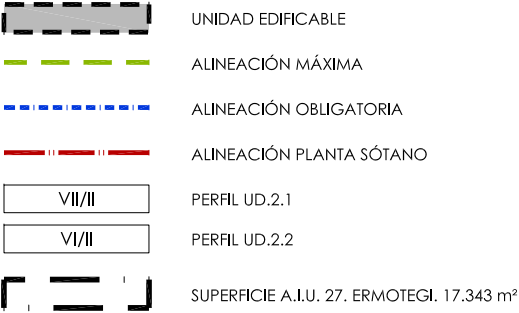 UNIDAD EDIFICABLE
ALINEACIÓN MÁXIMA
ALINEACIÓN OBLIGATORIA
ALINEACIÓN PLANTA SÓTANO
VII/II PERFIL UD.2.1
VI/II PERFIL UD.2.2
SUPERFICIE A.I.U. 27. ERMOTEGI. 17.343 m²